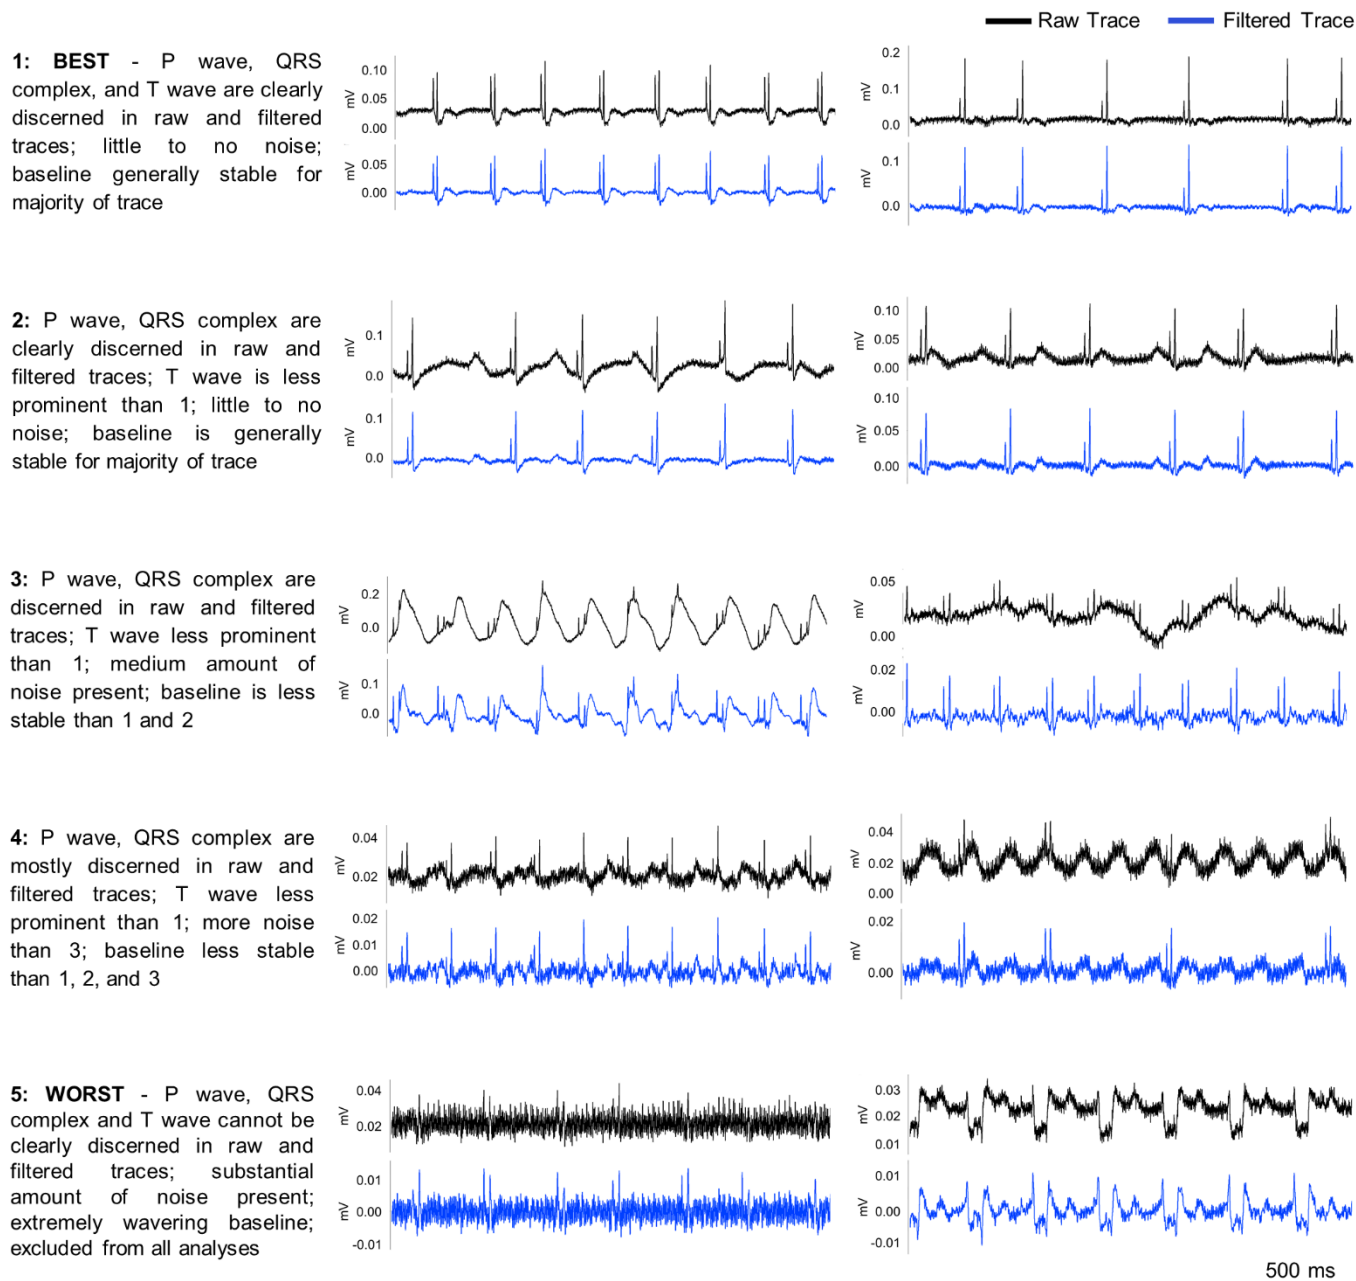 Raw Trace Filtered Trace
1: BEST - P wave, QRS
complex, and T wave are clearly
discerned in raw and filtered
traces; little to no noise;
baseline generally stable for
majority of trace
mV
0.10
0.05
0.00
mV
0.05
0.00
mV
0.2
0.1
0.0
mV
0.1
0.0
2: P wave, QRS complex are
clearly discerned in raw and
filtered traces; T wave is less
prominent than 1; little to no
noise; baseline is generally
stable for majority of trace
mV
0.1
0.0
mV
0.1
0.0
mV
0.10
0.05
0.00
mV
0.10
0.05
0.00
3: P wave, QRS complex are
discerned in raw and filtered
traces; T wave less prominent
than 1; medium amount of
noise present; baseline is less
stable than 1 and 2
mV
0.2
0.0
mV
0.1
0.0
mV
0.05
0.00
mV
0.02
0.00
4: P wave, QRS complex are
mostly discerned in raw and
filtered traces; T wave less
prominent than 1; more noise
than 3; baseline less stable
than 1, 2, and 3
mV
0.04
0.02
mV
0.02
0.01
0.00
mV
0.04
0.02
0.00
mV
0.02
0.00
5: WORST - P wave, QRS
complex and T wave cannot be
clearly discerned in raw and
filtered traces; substantial
amount of noise present;
extremely wavering baseline;
excluded from all analyses
mV
0.04
0.02
mV
0.01
0.00
-0.01
mV
0.03
0.02
0.01
mV
0.01
0.00
-0.01
500 ms